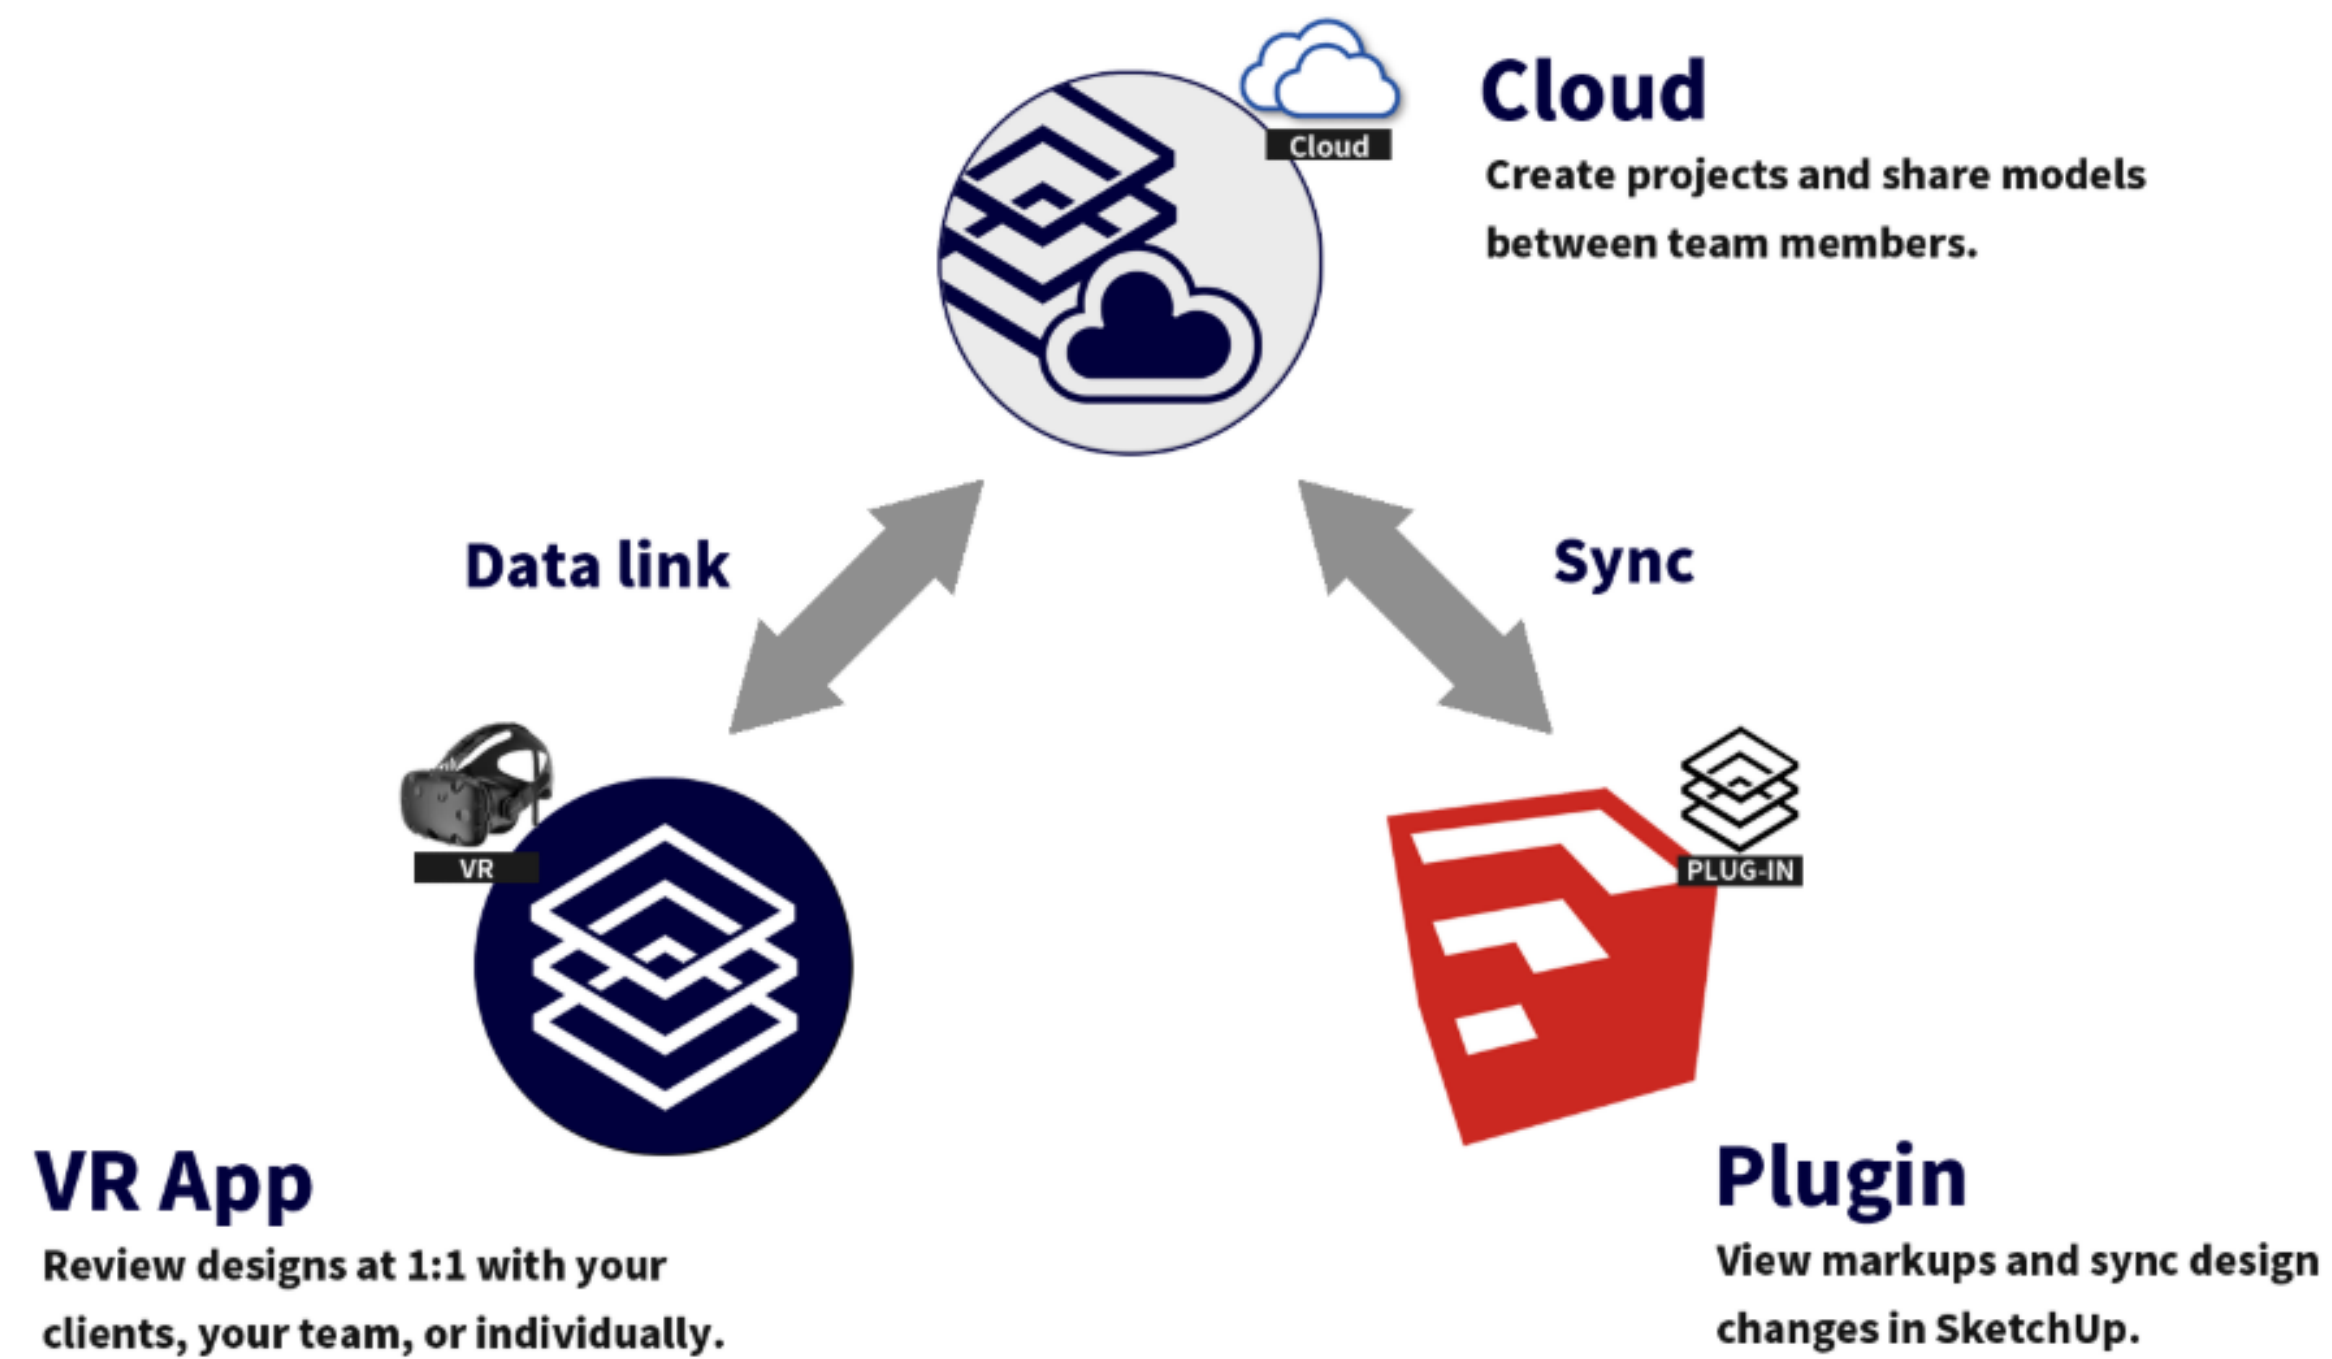 Cloud
Cloud
Create projects and share models
between team members.
Data link
Sync
VR
PLUG-IN
VR App
Review designs at 1:1 with your
clients, your team, or individually.
Plugin
View markups and sync design
changes in SketchUp.